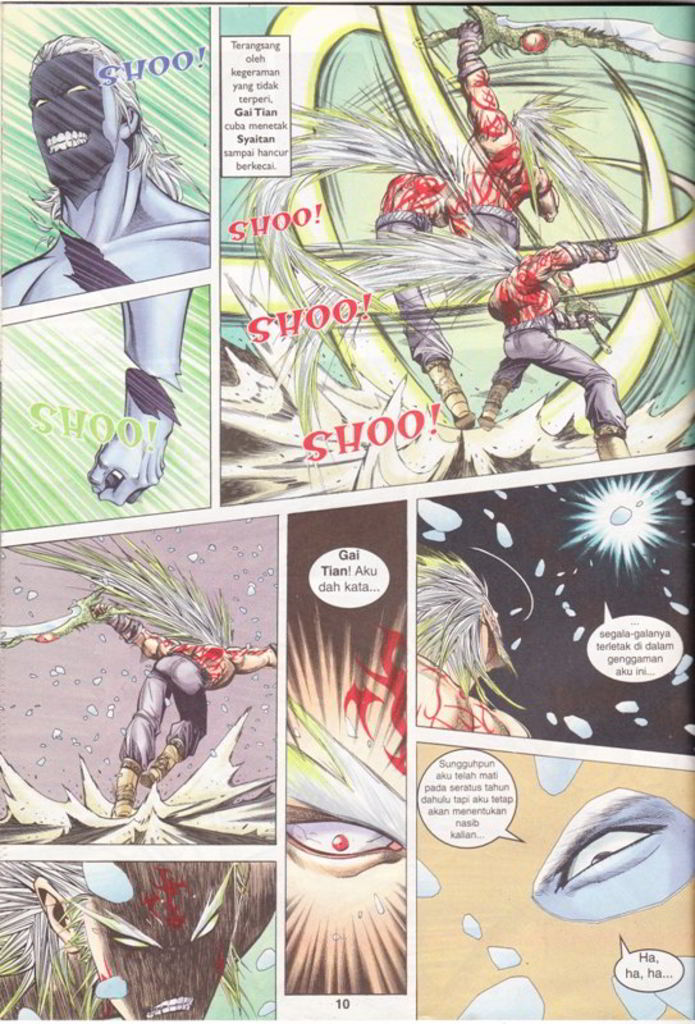 SHOO!
Terangsang
oleh
kegeraman
yang tidak
terperi,
Gai Tian
cuba menetak
Syaitan
sampai hancur
berkecai.
SHOO!
SHOO!
SHOO!
SHOO!
Gai
Tian! Aku
dah kata...
...
segala-galanya
terletak di dalam
genggaman
aku ini...
Sungguhpun
aku telah mati
pada seratus tahun
dahulu tapi aku tetap
akan menentukan
nasib
kalian...
Ha,
ha, ha...
10